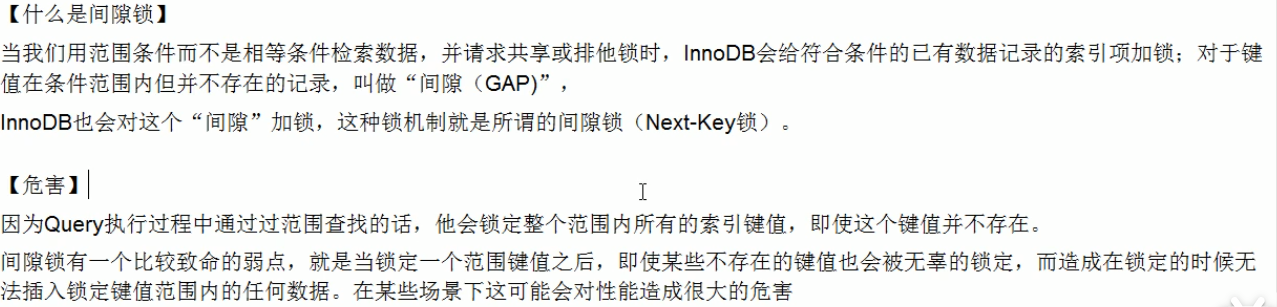 【什么是间隙锁】
当我们用范围条件而不是相等条件检索数据，并请求共享或排他锁时，InnoDB会给符合条件的已有数据记录的索引项加锁；对于键
值在条件范围内但并不存在的记录，叫做“间隙（GAP)”，
InnoDB也会对这个“间隙”加锁，这种锁机制就是所谓的间隙锁（Next-Key锁）。
【危害】
因为Query执行过程中通过过范围查找的话，他会锁定整个范围内所有的索引键值，即使这个键值并不存在。
间隙锁有一个比较致命的弱点，就是当锁定一个范围键值之后，即使某些不存在的键值也会被无辜的锁定，而造成在锁定的时候无
法插入锁定键值范围内的任何数据。在某些场景下这可能会对性能造成很大的危害